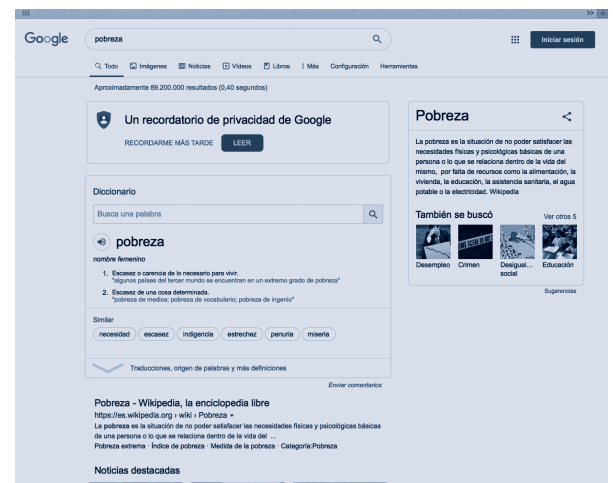 Google
pobreza
Iniciar sesión
Todo Imágenes Noticias Vídeos Libros Más Configuración Herramientas
Aproximadamente 89.200.000 resultados (0,40 segundos)
Un recordatorio de privacidad de Google
RECORDARME MÁS TARDE LEER
Diccionario
Busca una palabra
pobreza
nombre femenino
1. Escasez o carencia de lo necesario para vivir.
"algunos países del tercer mundo se encuentran en un extremo grado de pobreza"
2. Escasez de una cosa determinada.
"pobreza de medios; pobreza de vocabulario; pobreza de ingenio"
Similar
necesidad escasez indigencia estrechez penuria miseria
Traducciones, origen de palabras y más definiciones
Enviar comentarios
Pobreza - Wikipedia, la enciclopedia libre
https://es.wikipedia.org › wiki › Pobreza
La pobreza es la situación de no poder satisfacer las necesidades físicas y psicológicas básicas
de una persona o lo que se relaciona dentro de la vida del ...
Pobreza extrema · Índice de pobreza · Medida de la pobreza · Categoría:Pobreza
Noticias destacadas
Pobreza
La pobreza es la situación de no poder satisfacer las
necesidades físicas y psicológicas básicas de una
persona o lo que se relaciona dentro de la vida del
mismo, por falta de recursos como la alimentación, la
vivienda, la educación, la asistencia sanitaria, el agua
potable o la electricidad. Wikipedia
También se buscó Ver otros 5
Desempleo Crimen Desigual... Educación
social
Sugerencias